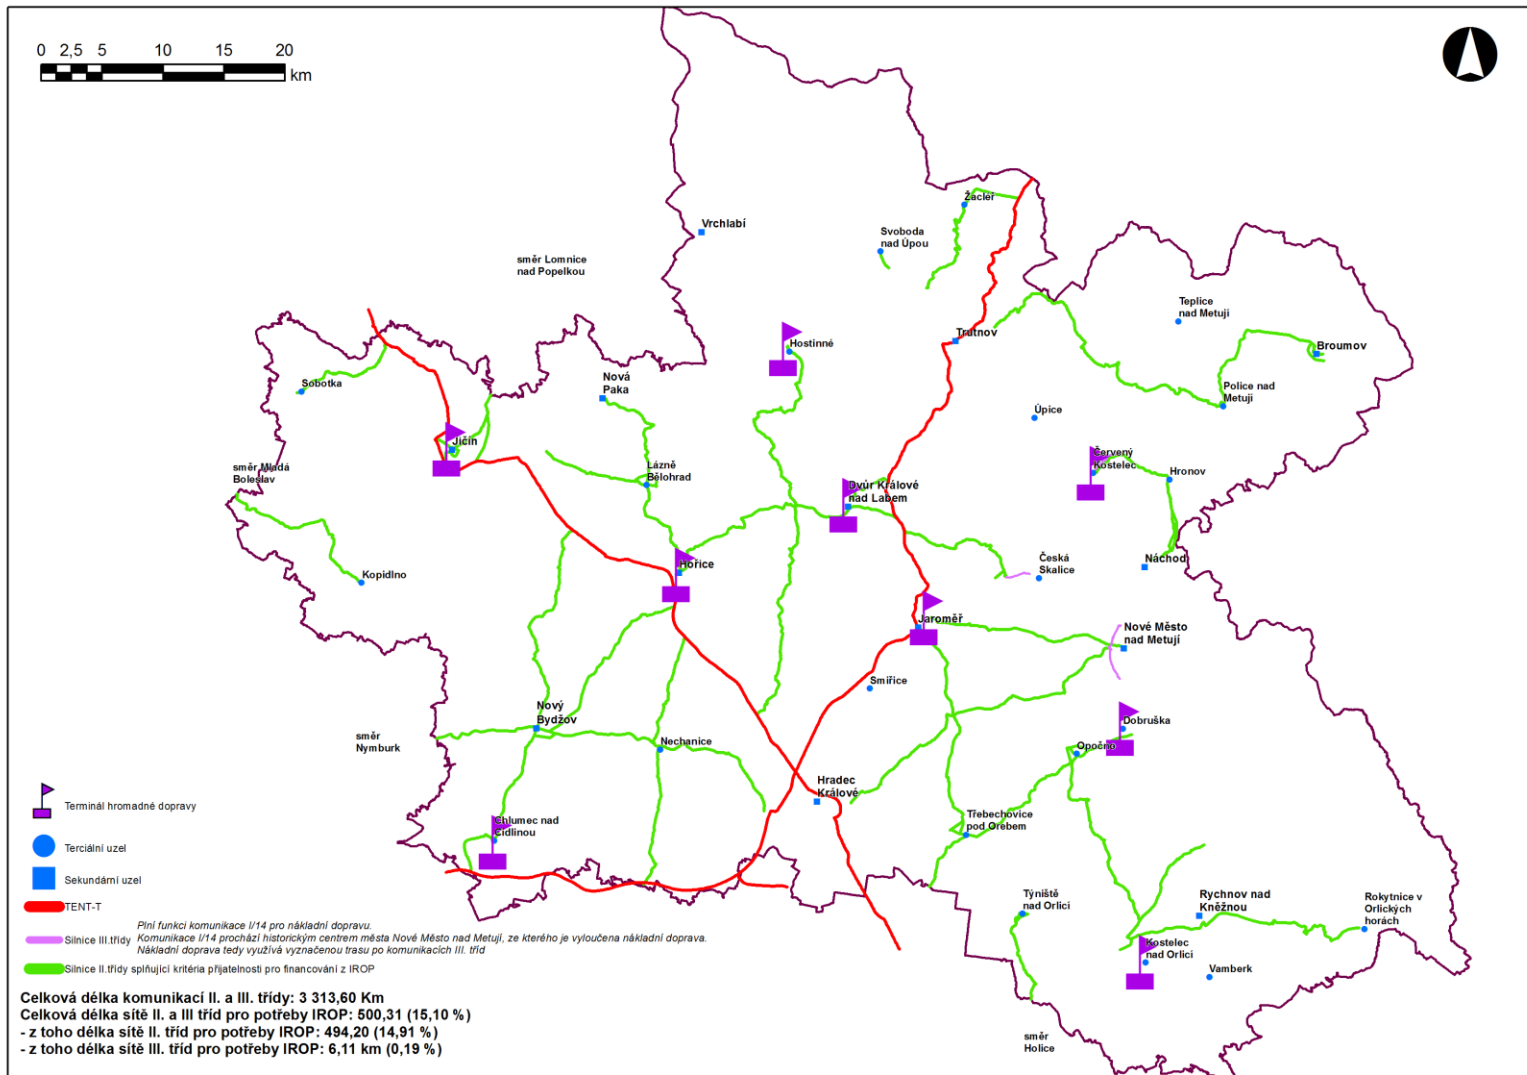 0 2,5 5 10 15 20
km
Žacléř
Vrchlabí
Svoboda
nad Úpou
směr Lomnice
nad Popelkou
Teplice
nad Metuji
Trutnov
Hostinné
Broumov
Sobotka
Nová
Paka
Police nad
Metuji
Úpice
Jičín
Červený
Kostelec
směr Mladá
Boleslav
Lázně
Bělohrad
Hronov
Dvůr Králové
nad Labem
Česká
Skalice
Náchod
Kopidlno
Hořice
Jaroměř
Nové Město
nad Metují
Smiřice
Nový
Bydžov
Dobruška
směr
Nymburk
Nechanice
Opočno
Hradec
Králové
Chlumec nad
Cidlinou
Třebechovice
pod Orebem
Týniště
nad Orlicí
Rychnov nad
Kněžnou
Rokytnice v
Orlických
horách
Kostelec
nad Orlicí
Vamberk
směr
Holice
Terminál hromadné dopravy
Terciální uzel
Sekundární uzel
TENT-T
Plní funkci komunikace I/14 pro nákladní dopravu.
Silnice III.třídy Komunikace I/14 prochází historickým centrem města Nové Město nad Metují, ze kterého je vyloučena nákladní doprava.
Nákladní doprava tedy využívá vyznačenou trasu po komunikacích III. tříd
Silnice II.třídy splňující kritéria přijatelnosti pro financování z IROP
Celková délka komunikací II. a III. třídy: 3 313,60 Km
Celková délka sítě II. a III tříd pro potřeby IROP: 500,31 (15,10 %)
- z toho délka sítě II. tříd pro potřeby IROP: 494,20 (14,91 %)
- z toho délka sítě III. tříd pro potřeby IROP: 6,11 km (0,19 %)